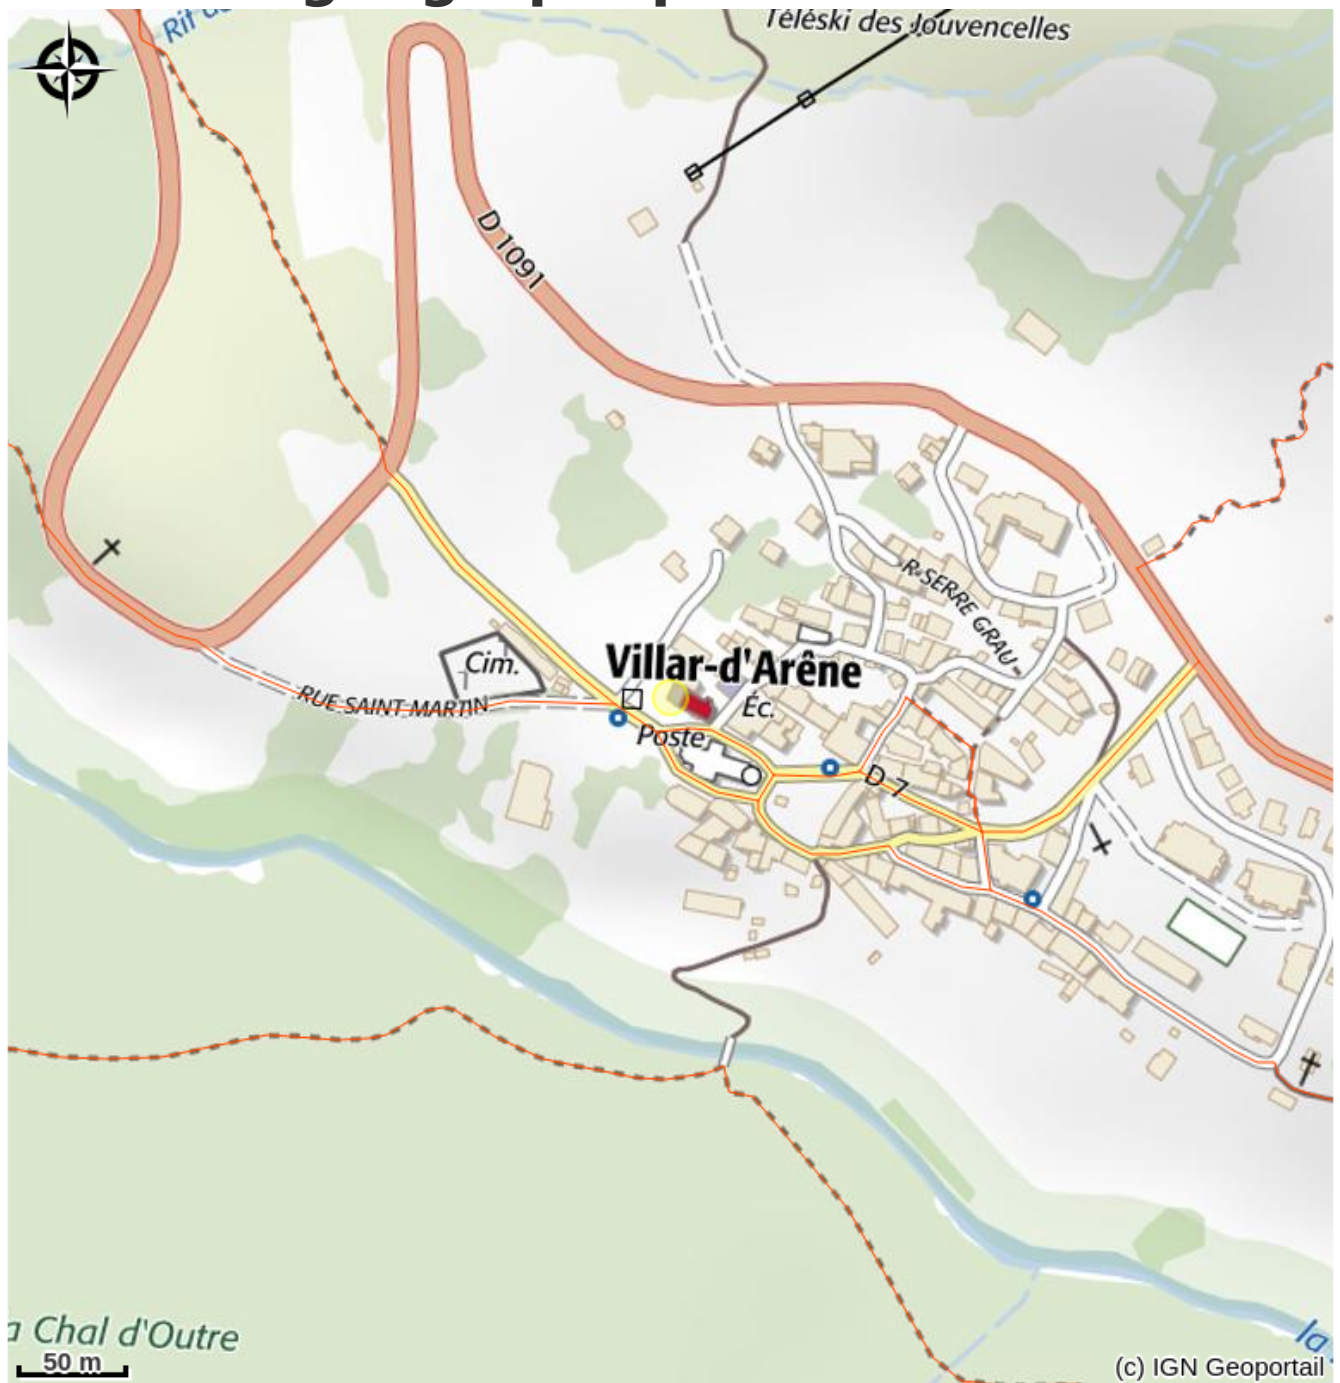 Téléski des Jouvencelles
D 1091
R. SERRE GRAU
Villar-d'Arêne
Cim.
RUE SAINT-MARTIN
Éc.
Poste
D 7
Chal d'Outre
la
50 m
(c) IGN Geoportail